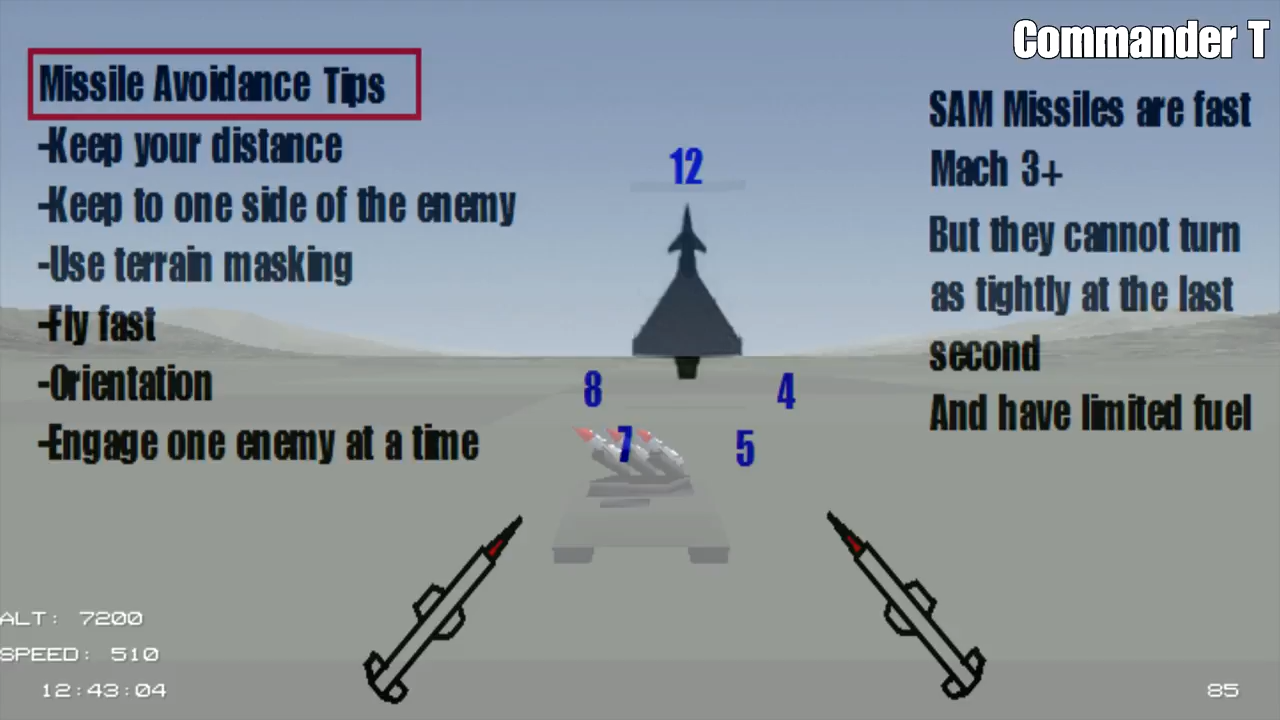 Commander T
Missile Avoidance Tips
-Keep your distance
-Keep to one side of the enemy
-Use terrain masking
-Fly fast
-Orientation
-Engage one enemy at a time
SAM Missiles are fast
Mach 3+
But they cannot turn
as tightly at the last
second
And have limited fuel
12
8
4
7
5
ALT: 7200
SPEED: 510
12:43:04
85